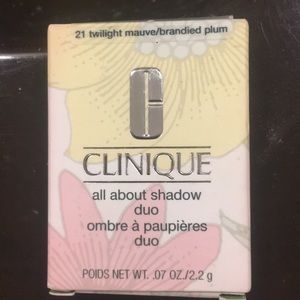 21 twilight mauve/brandied plum
CLINIQUE
all about shadow
duo
ombre à paupières
duo
POIDS NET WT. .07 OZ./2.2 g